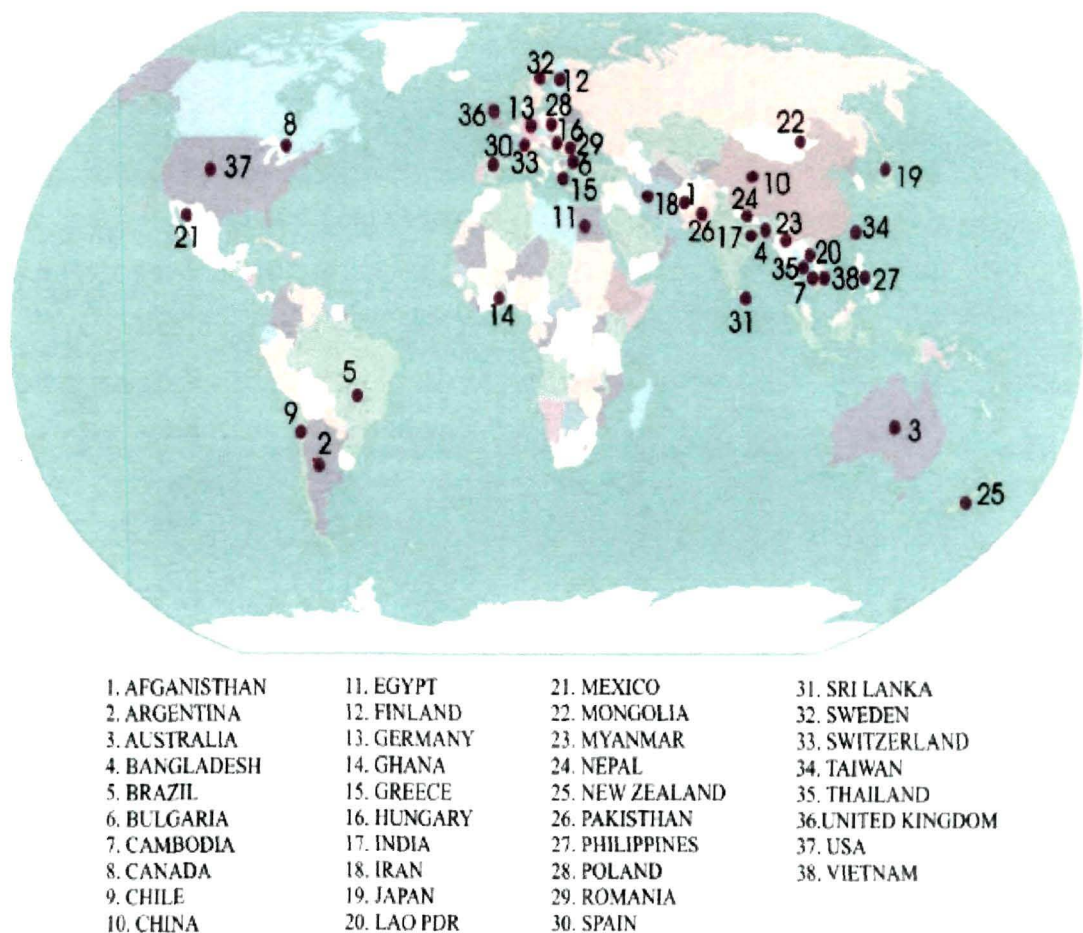 32
12
36
13
28
8
16
22
29
37
30
33
6
10
19
15
18
1
24
21
11
26
17
4
23
34
20
35
7
38
27
14
31
5
9
2
3
25
1. AFGANISTHAN
2. ARGENTINA
3. AUSTRALIA
4. BANGLADESH
5. BRAZIL
6. BULGARIA
7. CAMBODIA
8. CANADA
9. CHILE
10. CHINA
11. EGYPT
12. FINLAND
13. GERMANY
14. GHANA
15. GREECE
16. HUNGARY
17. INDIA
18. IRAN
19. JAPAN
20. LAO PDR
21. MEXICO
22. MONGOLIA
23. MYANMAR
24. NEPAL
25. NEW ZEALAND
26. PAKISTHAN
27. PHILIPPINES
28. POLAND
29. ROMANIA
30. SPAIN
31. SRI LANKA
32. SWEDEN
33. SWITZERLAND
34. TAIWAN
35. THAILAND
36.UNITED KINGDOM
37. USA
38. VIETNAM